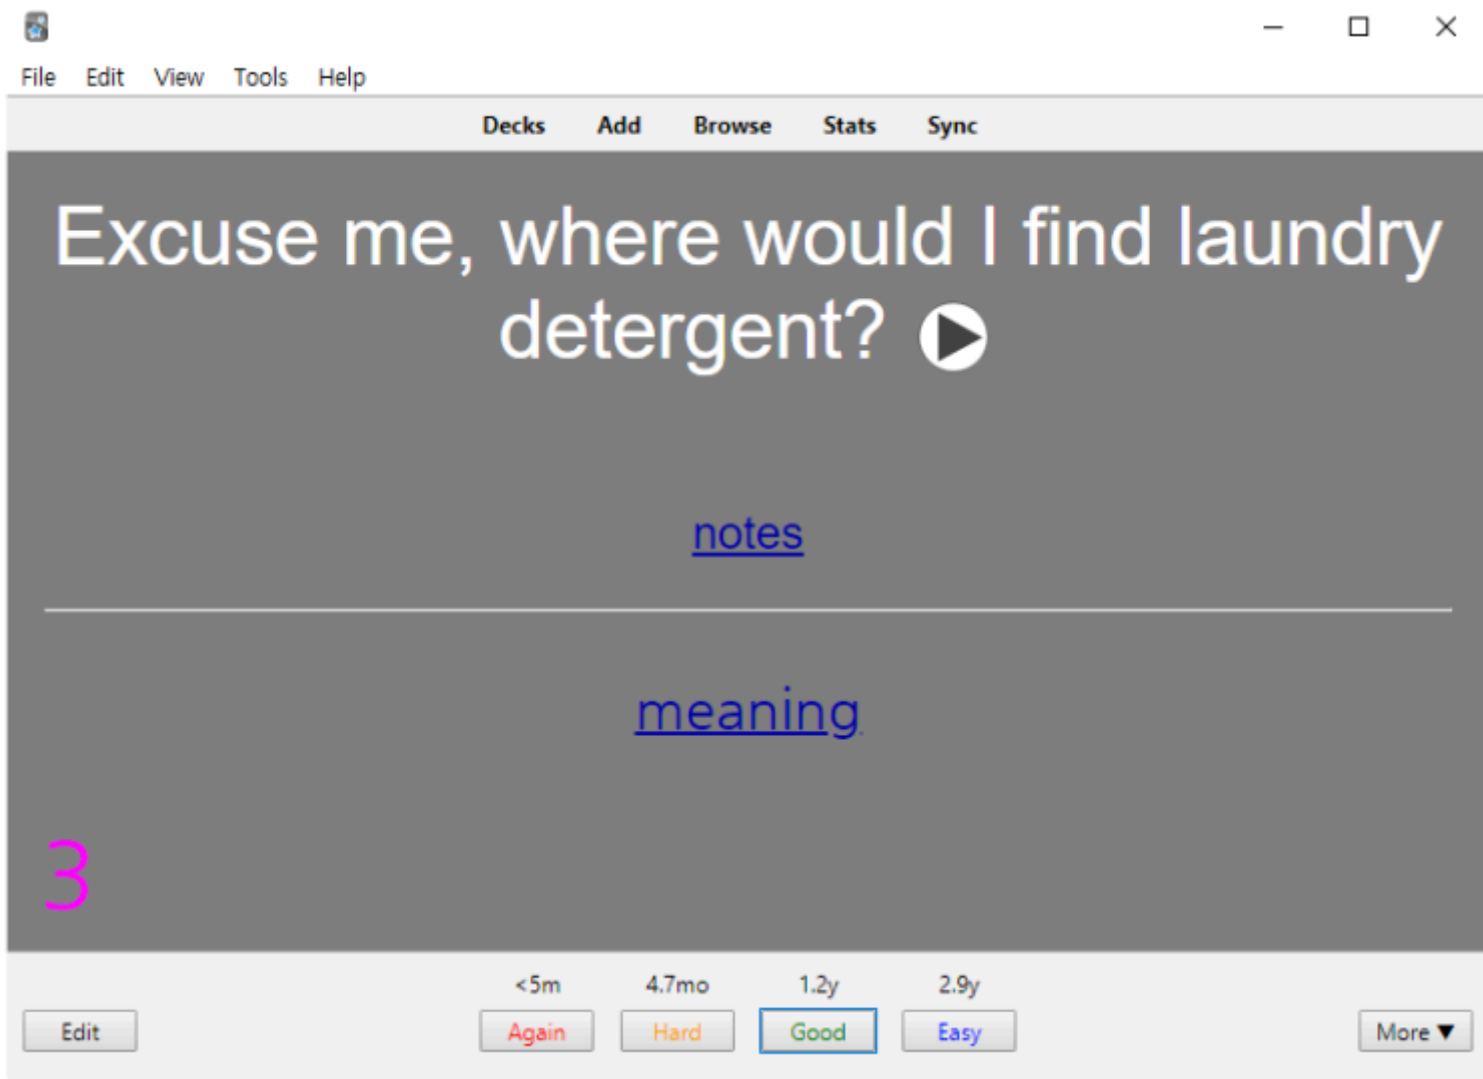 File Edit View Tools Help
Decks Add Browse Stats Sync
Excuse me, where would I find laundry
detergent?
notes
meaning
3
<5m 4.7mo 1.2y 2.9y
Edit Again Hard Good Easy More ▼